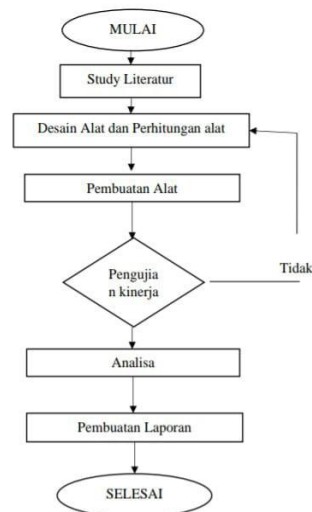 MULAI
Study Literatur
Desain Alat dan Perhitungan alat
Pembuatan Alat
Pengujia
n kinerja
Tidak
Analisa
Pembuatan Laporan
SELESAI